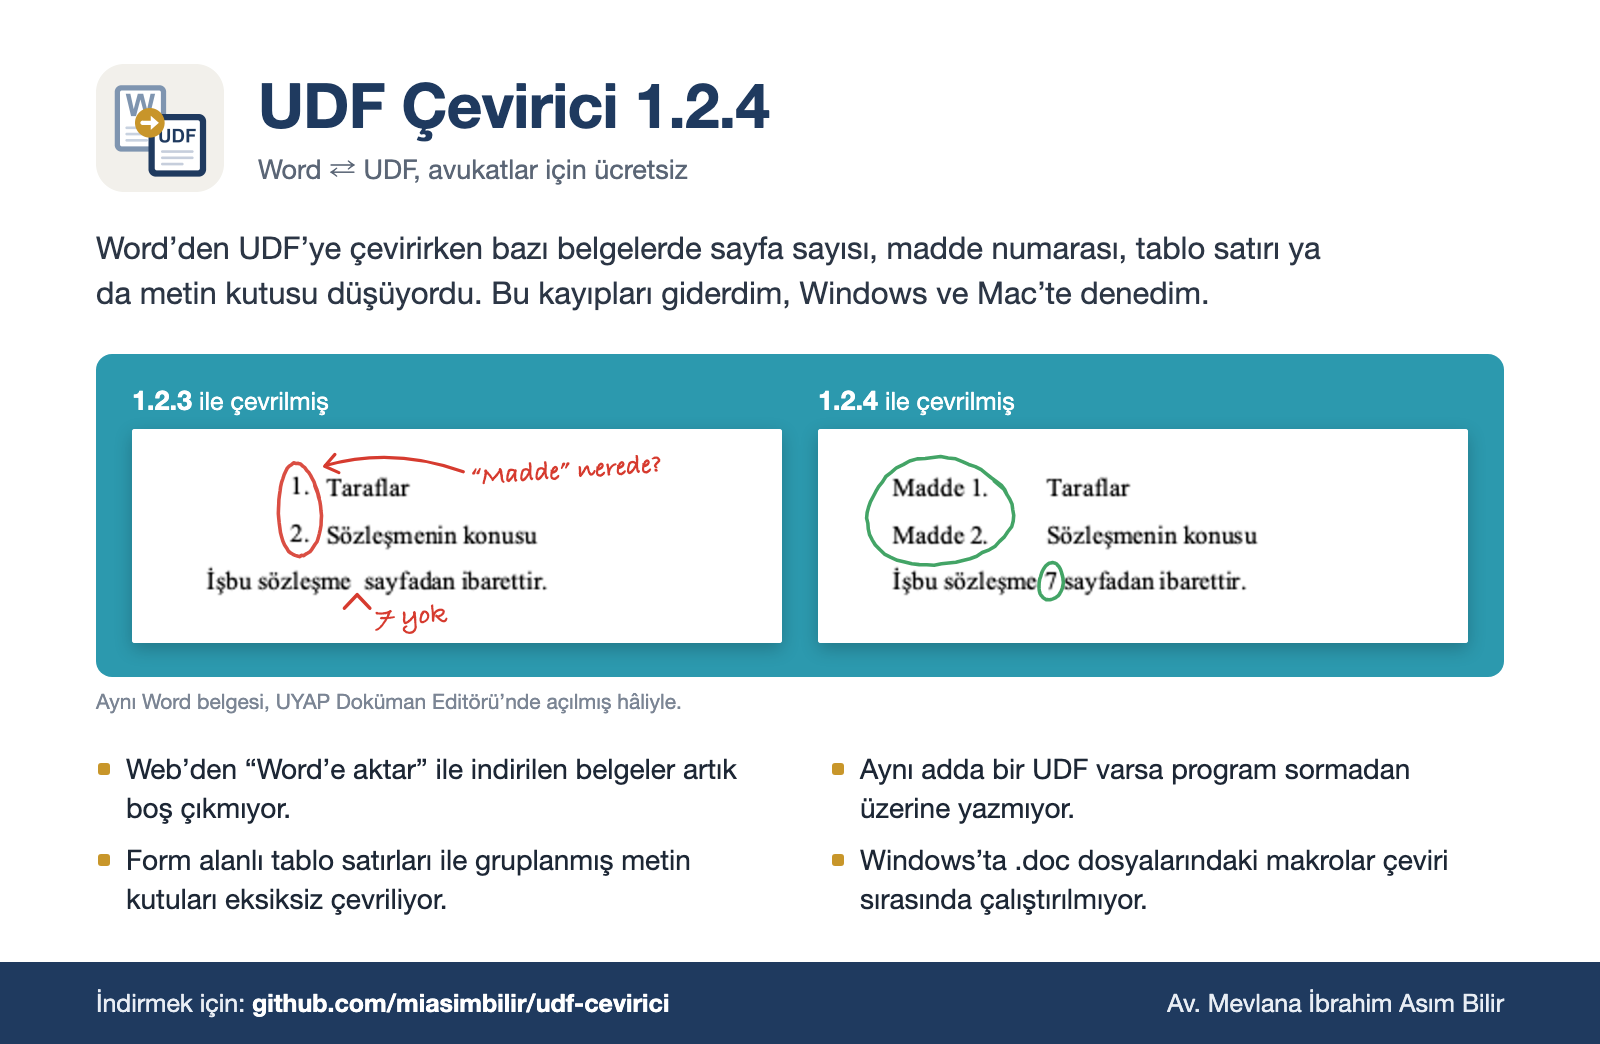 W
UDF
UDF Çevirici 1.2.4
Word ⇄ UDF, avukatlar için ücretsiz
Word’den UDF’ye çevirirken bazı belgelerde sayfa sayısı, madde numarası, tablo satırı ya
da metin kutusu düşüyordu. Bu kayıpları giderdim, Windows ve Mac’te denedim.
1.2.3 ile çevrilmiş
1. Taraflar
“Madde” nerede?
2. Sözleşmenin konusu
İşbu sözleşme sayfadan ibarettir.
7 yok
1.2.4 ile çevrilmiş
Madde 1. Taraflar
Madde 2. Sözleşmenin konusu
İşbu sözleşme 7 sayfadan ibarettir.
Aynı Word belgesi, UYAP Doküman Editörü’nde açılmış hâliyle.
Web’den “Word’e aktar” ile indirilen belgeler artık
boş çıkmıyor.
Form alanlı tablo satırları ile gruplanmış metin
kutuları eksiksiz çevriliyor.
Aynı adda bir UDF varsa program sormadan
üzerine yazmıyor.
Windows’ta .doc dosyalarındaki makrolar çeviri
sırasında çalıştırılmıyor.
İndirmek için: github.com/miasimbilir/udf-cevirici
Av. Mevlana İbrahim Asım Bilir